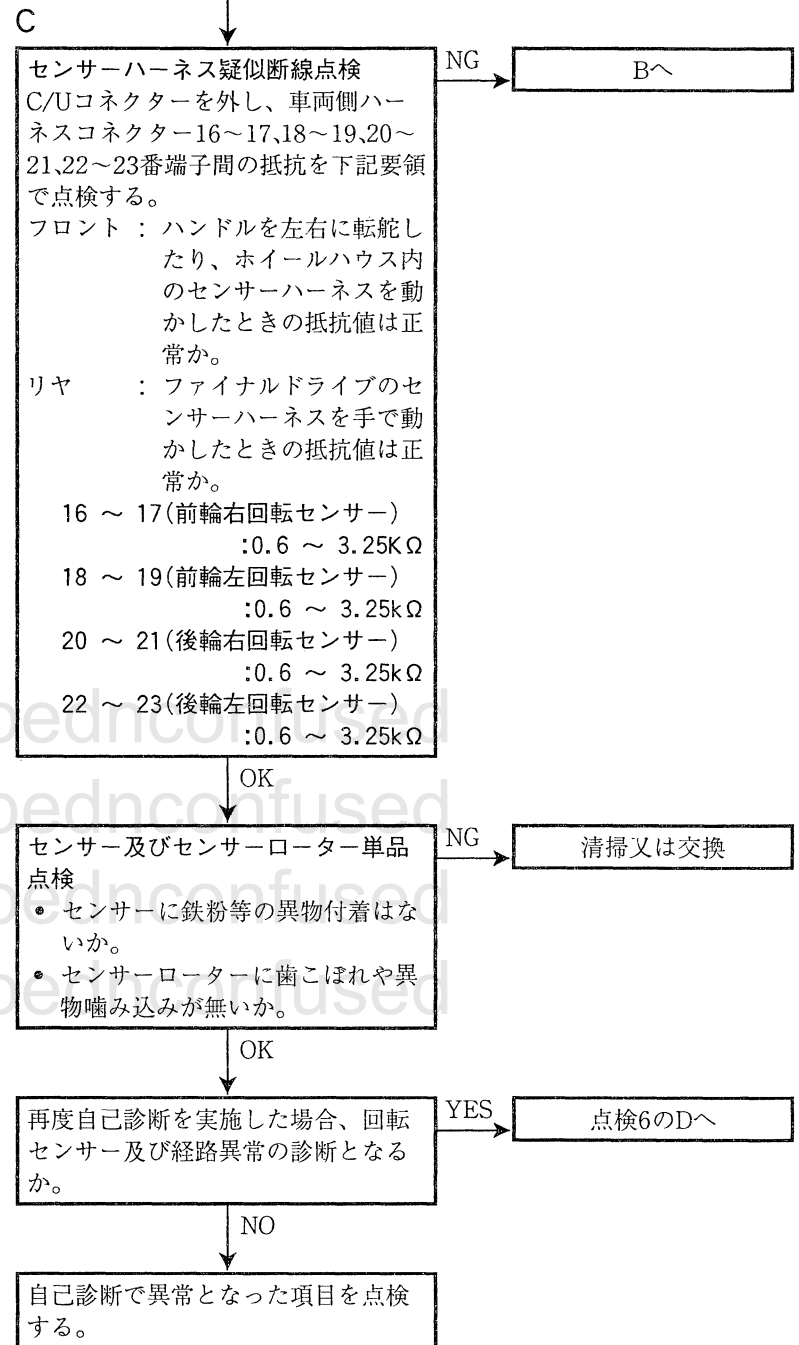 C
センサーハーネス疑似断線点検
NG
Bへ
C/Uコネクターを外し、車両側ハー
ネスコネクター16～17、18～19、20～
21、22～23番端子間の抵抗を下記要領
で点検する。
フロント : ハンドルを左右に転舵し
たり、ホイールハウス内
のセンサーハーネスを動
かしたときの抵抗値は正
常か。
リヤ : ファイナルドライブのセ
ンサーハーネスを手で動
かしたときの抵抗値は正
常か。
16 ～ 17(前輪右回転センサー)
:0.6 ～ 3.25KΩ
18 ～ 19(前輪左回転センサー)
:0.6 ～ 3.25kΩ
20 ～ 21(後輪右回転センサー)
:0.6 ～ 3.25kΩ
22 ～ 23(後輪左回転センサー)
:0.6 ～ 3.25kΩ
OK
センサー及びセンサーローター単品
点検
NG
清掃又は交換
• センサーに鉄粉等の異物付着はな
いか。
• センサーローターに歯こぼれや異
物噛み込みが無いか。
OK
再度自己診断を実施した場合、回転
センサー及び経路異常の診断となる
か。
YES
点検6のDへ
NO
自己診断で異常となった項目を点検
する。
pednconfused
pednconfused
pednconfused
pednconfused